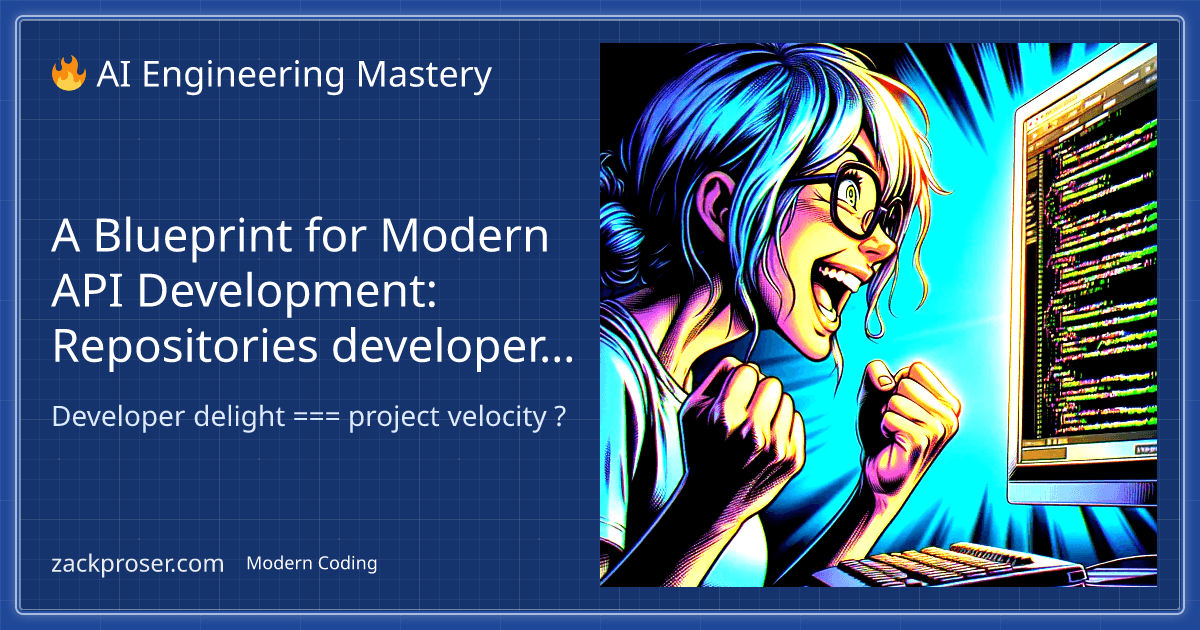 🔥 AI Engineering Mastery
A Blueprint for Modern
API Development:
Repositories developer...
Developer delight === project velocity ?
zackproser.com Modern Coding